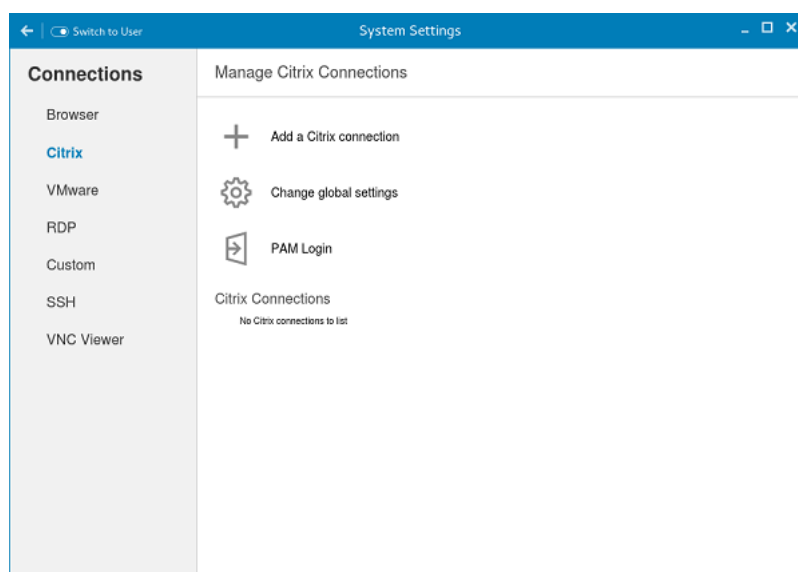 Switch to User
System Settings
Connections
Browser
Citrix
VMware
RDP
Custom
SSH
VNC Viewer
Manage Citrix Connections
Add a Citrix connection
Change global settings
PAM Login
Citrix Connections
No Citrix connections to list